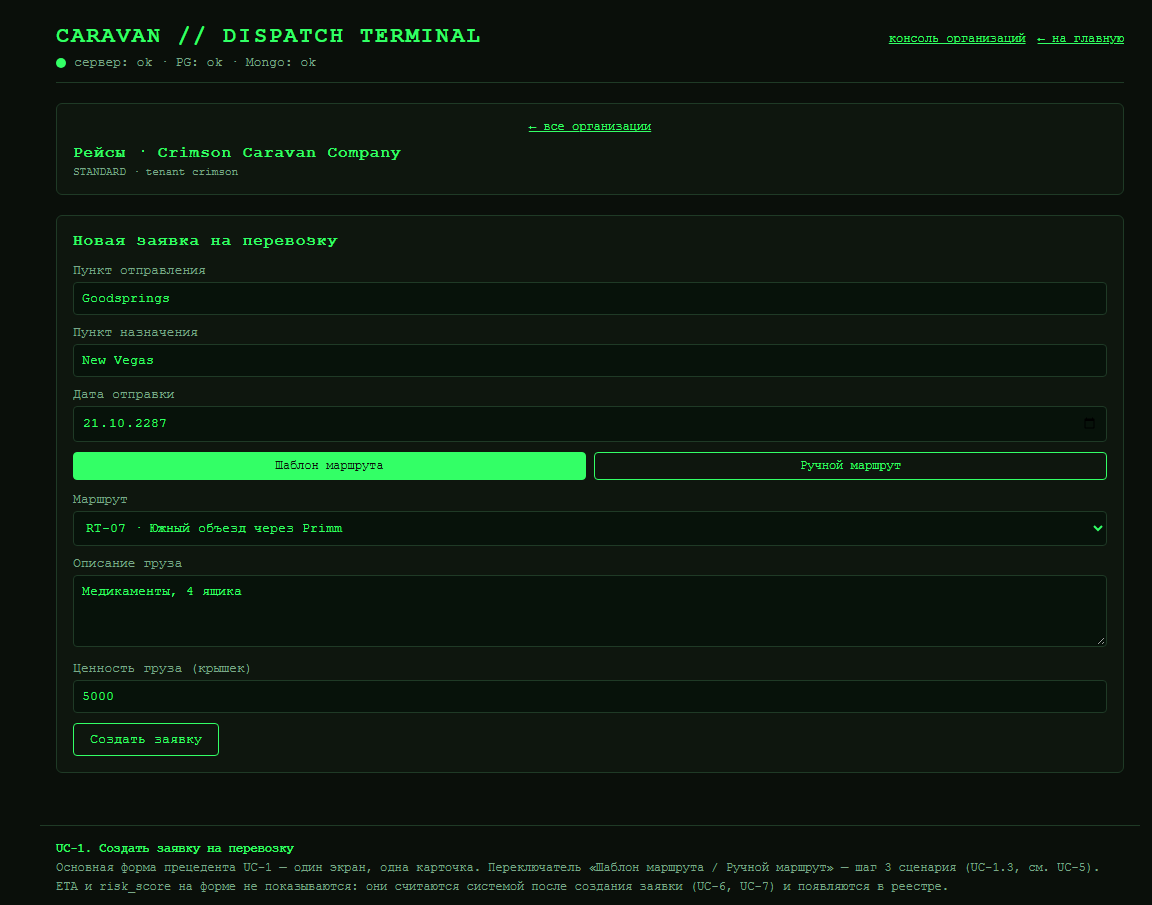 CARAVAN // DISPATCH TERMINAL
консоль организаций ← на главную
сервер: ok · PG: ok · Mongo: ok
← все организации
Рейсы · Crimson Caravan Company
STANDARD · tenant crimson
Новая заявка на перевозку
Пункт отправления
Goodsprings
Пункт назначения
New Vegas
Дата отправки
21.10.2287
Шаблон маршрута
Ручной маршрут
Маршрут
RT-07 · Южный объезд через Primm
Описание груза
Медикаменты, 4 ящика
Ценность груза (крышек)
5000
Создать заявку
UC-1. Создать заявку на перевозку
Основная форма прецедента UC-1 — один экран, одна карточка. Переключатель «Шаблон маршрута / Ручной маршрут» — шаг 3 сценария (UC-1.3, см. UC-5).
ETA и risk_score на форме не показываются: они считаются системой после создания заявки (UC-6, UC-7) и появляются в реестре.